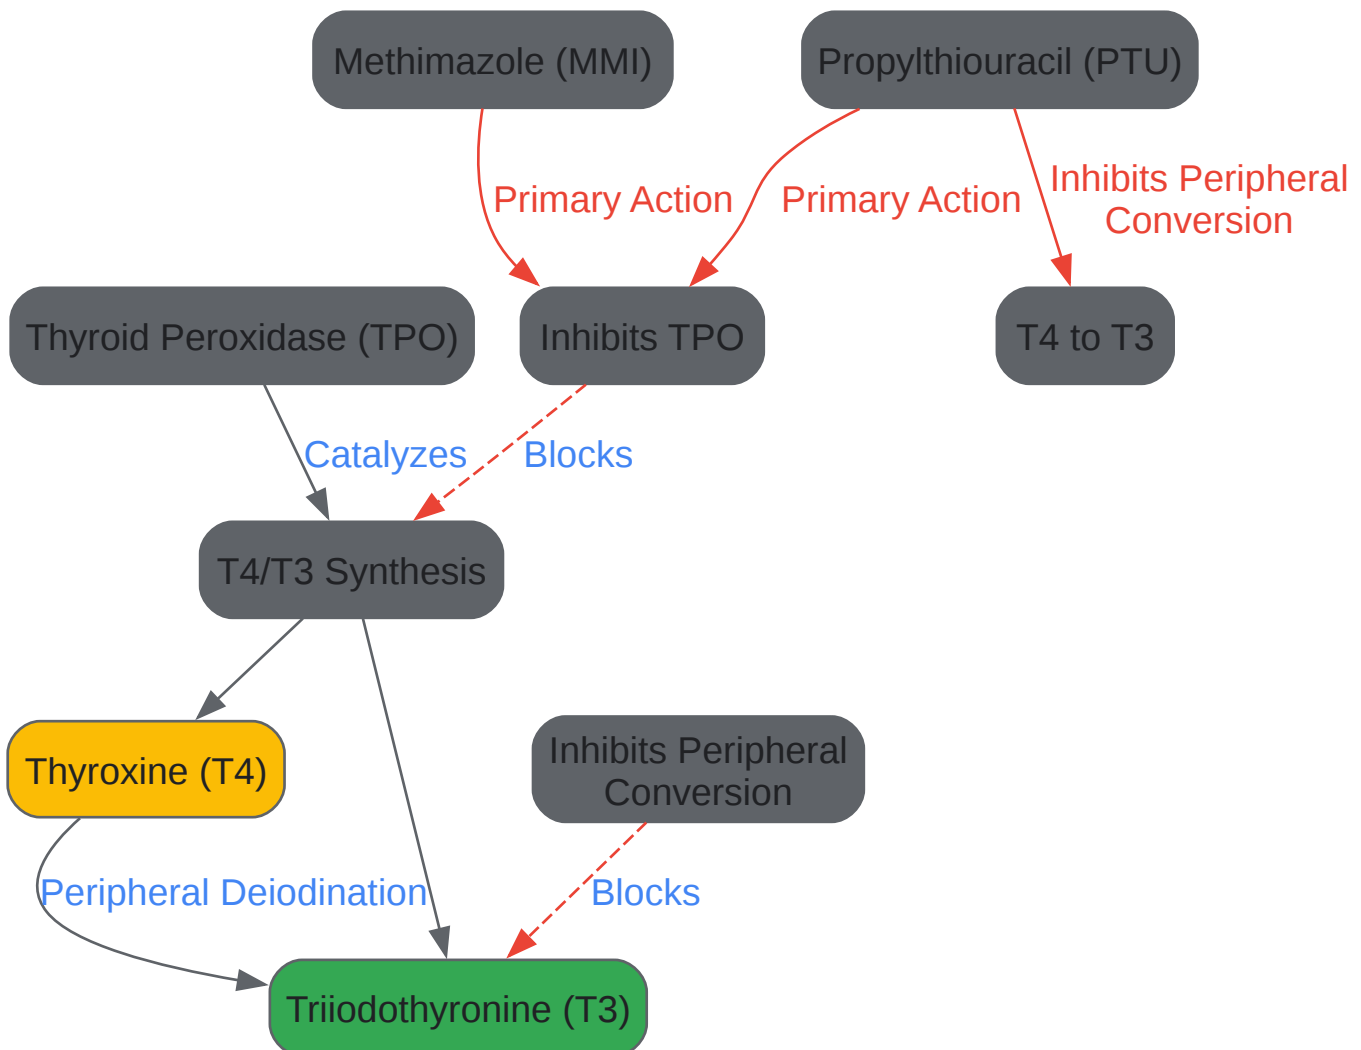 Methimazole (MMI)
Propylthiouracil (PTU)
Primary Action
Primary Action
Inhibits Peripheral
Conversion
Thyroid Peroxidase (TPO)
Inhibits TPO
T4 to T3
Catalyzes
Blocks
T4/T3 Synthesis
Thyroxine (T4)
Inhibits Peripheral
Conversion
Peripheral Deiodination
Blocks
Triiodothyronine (T3)